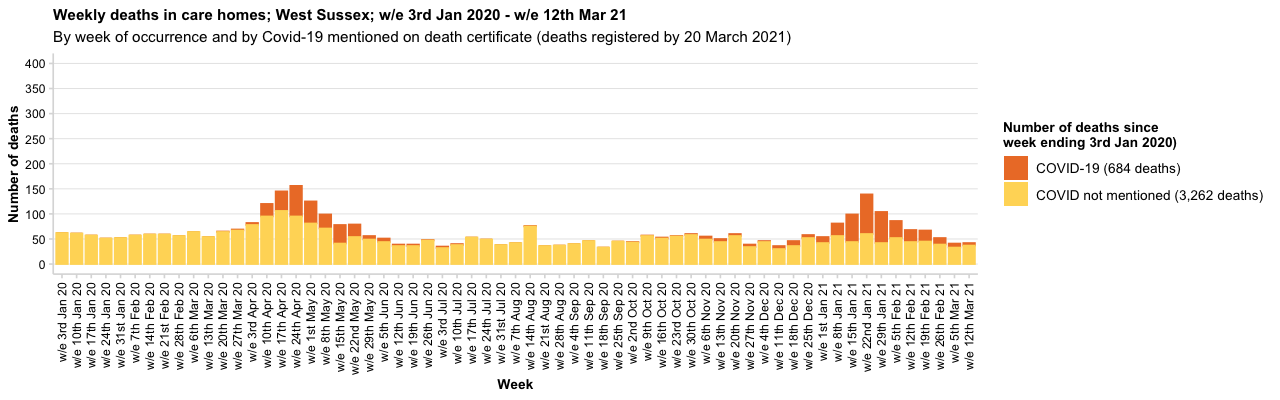 Weekly deaths in care homes; West Sussex; w/e 3rd Jan 2020 - w/e 12th Mar 21
By week of occurrence and by Covid-19 mentioned on death certificate (deaths registered by 20 March 2021)
Number of deaths
400
350
300
250
200
150
100
50
0
w/e 3rd Jan 20
w/e 10th Jan 20
w/e 17th Jan 20
w/e 24th Jan 20
w/e 31st Jan 20
w/e 7th Feb 20
w/e 14th Feb 20
w/e 21st Feb 20
w/e 28th Feb 20
w/e 6th Mar 20
w/e 13th Mar 20
w/e 20th Mar 20
w/e 27th Mar 20
w/e 3rd Apr 20
w/e 10th Apr 20
w/e 17th Apr 20
w/e 24th Apr 20
w/e 1st May 20
w/e 8th May 20
w/e 15th May 20
w/e 22nd May 20
w/e 29th May 20
w/e 5th Jun 20
w/e 12th Jun 20
w/e 19th Jun 20
w/e 26th Jun 20
w/e 3rd Jul 20
w/e 10th Jul 20
w/e 17th Jul 20
w/e 24th Jul 20
w/e 31st Jul 20
w/e 7th Aug 20
w/e 14th Aug 20
w/e 21st Aug 20
w/e 28th Aug 20
w/e 4th Sep 20
w/e 11th Sep 20
w/e 18th Sep 20
w/e 25th Sep 20
w/e 2nd Oct 20
w/e 9th Oct 20
w/e 16th Oct 20
w/e 23rd Oct 20
w/e 30th Oct 20
w/e 6th Nov 20
w/e 13th Nov 20
w/e 20th Nov 20
w/e 27th Nov 20
w/e 4th Dec 20
w/e 11th Dec 20
w/e 18th Dec 20
w/e 25th Dec 20
w/e 1st Jan 21
w/e 8th Jan 21
w/e 15th Jan 21
w/e 22nd Jan 21
w/e 29th Jan 21
w/e 5th Feb 21
w/e 12th Feb 21
w/e 19th Feb 21
w/e 26th Feb 21
w/e 5th Mar 21
w/e 12th Mar 21
Week
Number of deaths since
week ending 3rd Jan 2020)
COVID-19 (684 deaths)
COVID not mentioned (3,262 deaths)